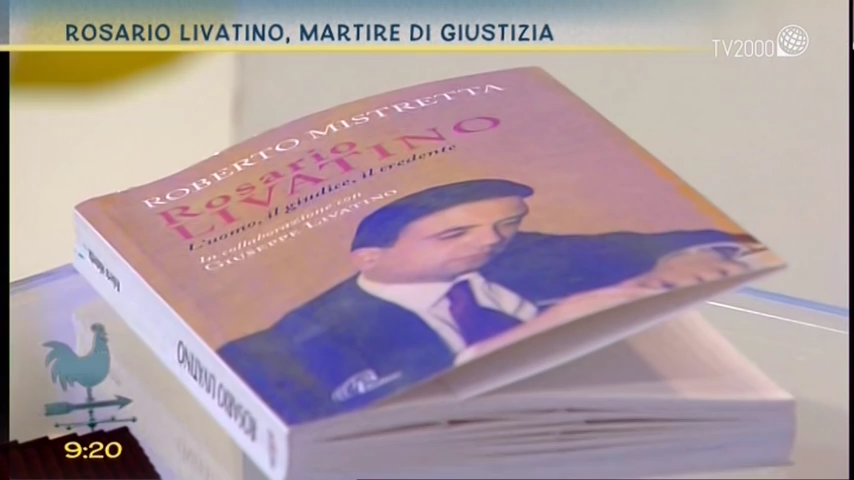 ROSARIO LIVATINO, MARTIRE DI GIUSTIZIA
TV2000
ROBERTO MISTRETTA
Rosario
LIVATINO
L'uomo, il giudice, il credente
In collaborazione con
GIUSEPPE LIVATINO
ROSARIO LIVATINO
9:20